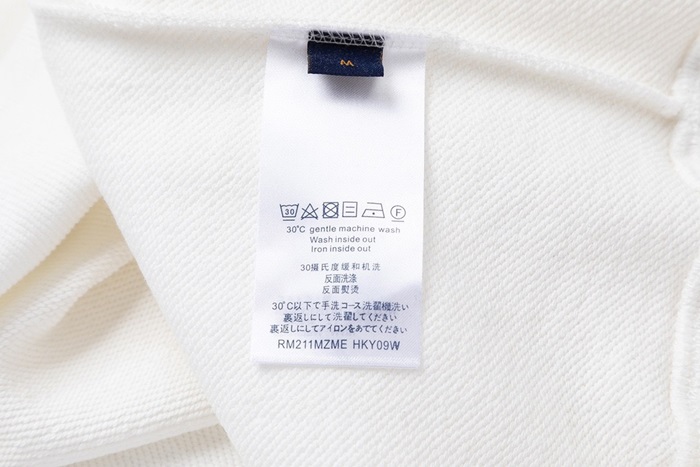 M
30
F
30°C gentle machine wash
Wash inside out
Iron inside out
30摄氏度缓和机洗
反面洗涤
反面熨烫
30°C以下で手洗コース洗濯機洗い
裏返しにして洗濯してください
裏返しにしてアイロンをあててください
RM211MZME HKY09W